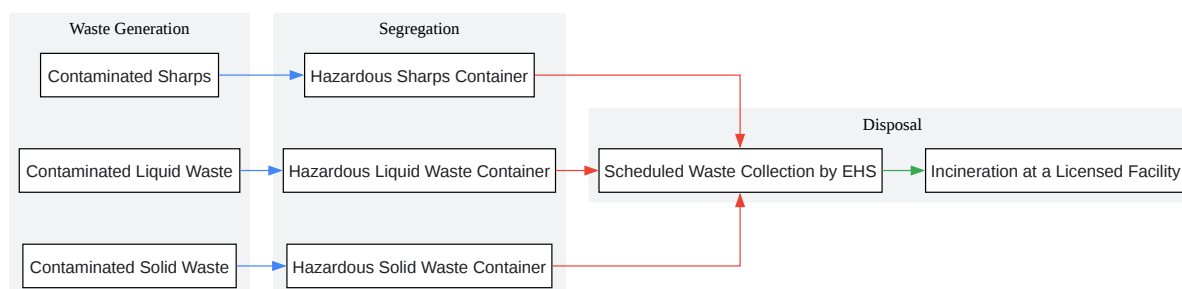 Waste Generation
Segregation
Contaminated Sharps
Hazardous Sharps Container
Disposal
Contaminated Liquid Waste
Hazardous Liquid Waste Container
Scheduled Waste Collection by EHS
Incineration at a Licensed Facility
Contaminated Solid Waste
Hazardous Solid Waste Container